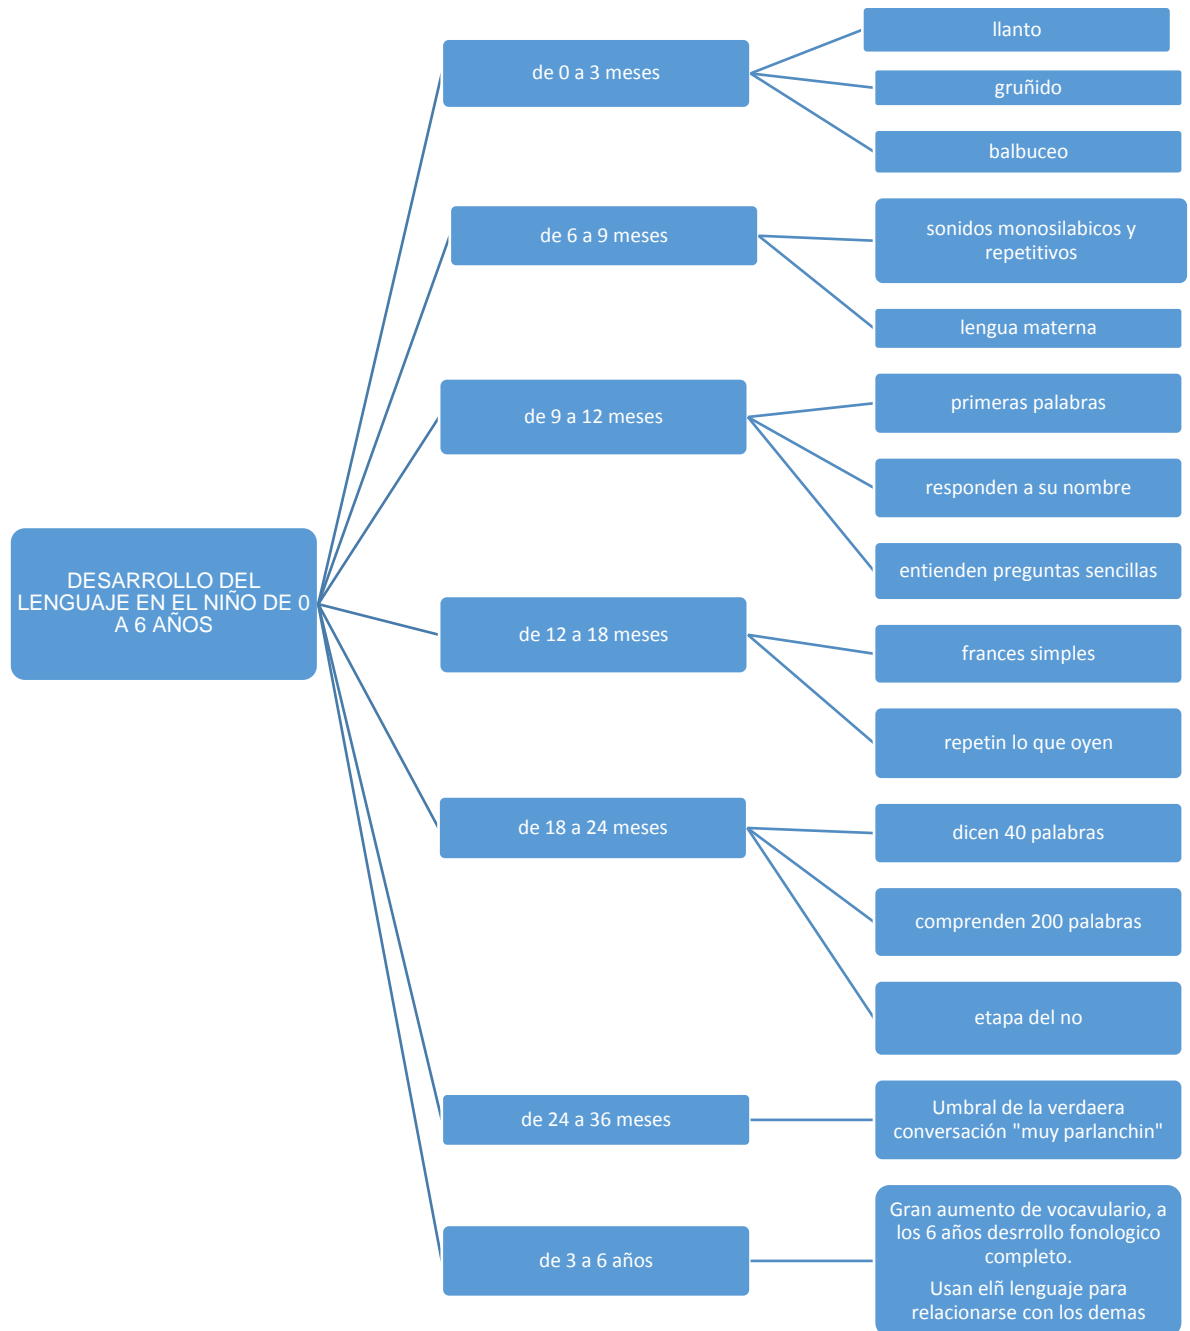 DESARROLLO DEL
LENGUAJE EN EL NIÑO DE 0
A 6 AÑOS
de 0 a 3 meses
llanto
gruñido
balbuceo
de 6 a 9 meses
sonidos monosilabicos y
repetitivos
lengua materna
de 9 a 12 meses
primeras palabras
responden a su nombre
entienden preguntas sencillas
de 12 a 18 meses
frances simples
repetin lo que oyen
de 18 a 24 meses
dicen 40 palabras
comprenden 200 palabras
etapa del no
de 24 a 36 meses
Umbral de la verdaera
conversación "muy parlanchin"
de 3 a 6 años
Gran aumento de vocavulario, a
los 6 años desrrollo fonologico
completo.
Usan elñ lenguaje para
relacionarse con los demas